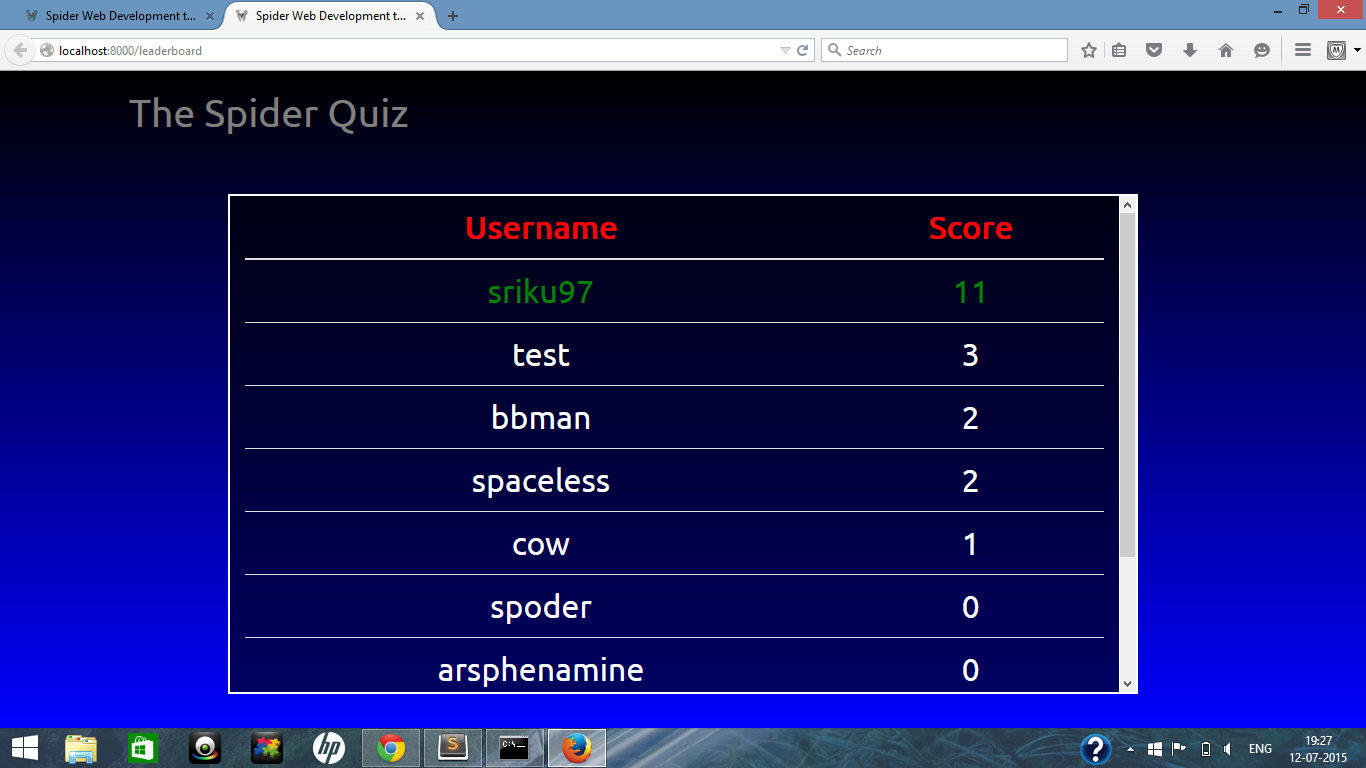 Spider Web Development t... Spider Web Development t...
localhost:8000/leaderboard Search
The Spider Quiz
Username Score
sriku97 11
test 3
bbman 2
spaceless 2
cow 1
spoder 0
arsphenamine 0
hp C:\_ S ? ENG 19:27
12-07-2015